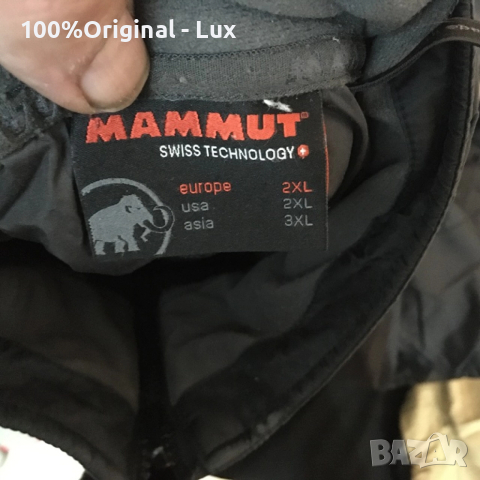 100%Original - Lux
MAMMUT
SWISS TECHNOLOGY
europe 2XL
usa 2XL
asia 3XL
BAZAR